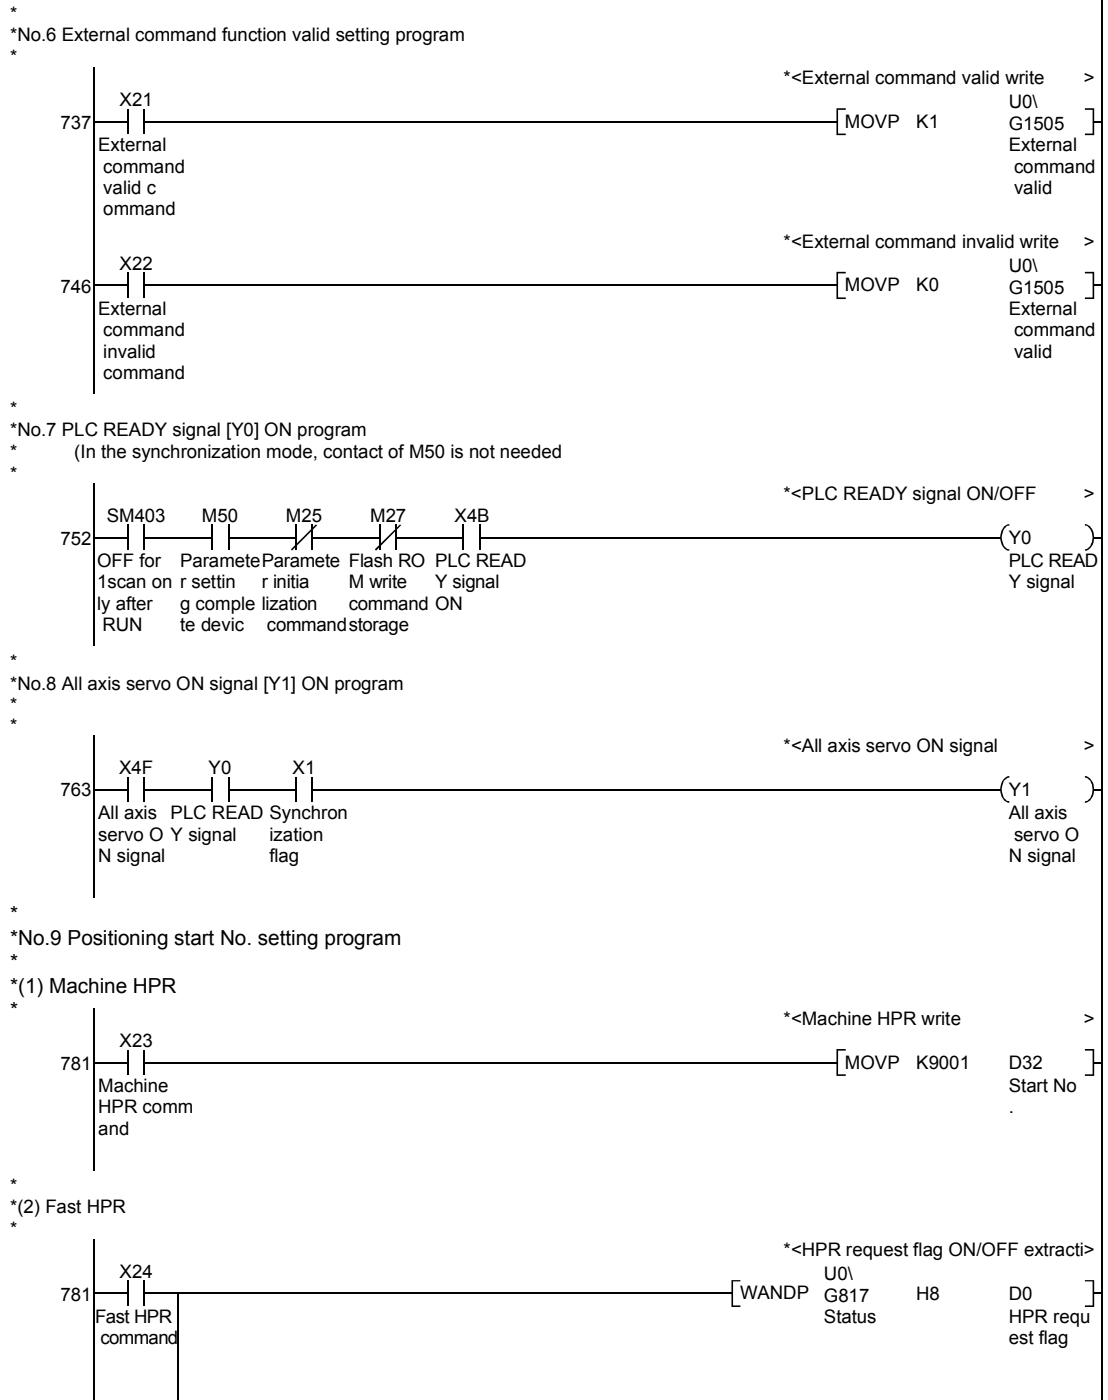 *
*No.6 External command function valid setting program
*
*<External command valid write >
X21 U0\
737 MOVP K1 G1505
External External
command command
valid c valid
ommand
*<External command invalid write >
X22 U0\
746 MOVP K0 G1505
External External
command command
invalid valid
command
*
*No.7 PLC READY signal [Y0] ON program
* (In the synchronization mode, contact of M50 is not needed
*
*<PLC READY signal ON/OFF >
SM403 M50 M25 M27 X4B
752 Y0
OFF for Paramete Paramete Flash RO PLC READ PLC READ
1scan on r settin r initia M write Y signal Y signal
ly after g comple lization command ON
RUN te devic command storage
*
*No.8 All axis servo ON signal [Y1] ON program
*
*
*<All axis servo ON signal >
X4F Y0 X1
763 Y1
All axis PLC READ Synchron All axis
servo O Y signal ization servo O
N signal flag N signal
*
*No.9 Positioning start No. setting program
*
*(1) Machine HPR
*
*<Machine HPR write >
X23
781 MOVP K9001 D32
Machine Start No
HPR comm .
and
*
*(2) Fast HPR
*
*<HPR request flag ON/OFF extracti>
X24 U0\
781 WANDP G817 H8 D0
Fast HPR Status HPR requ
command est flag